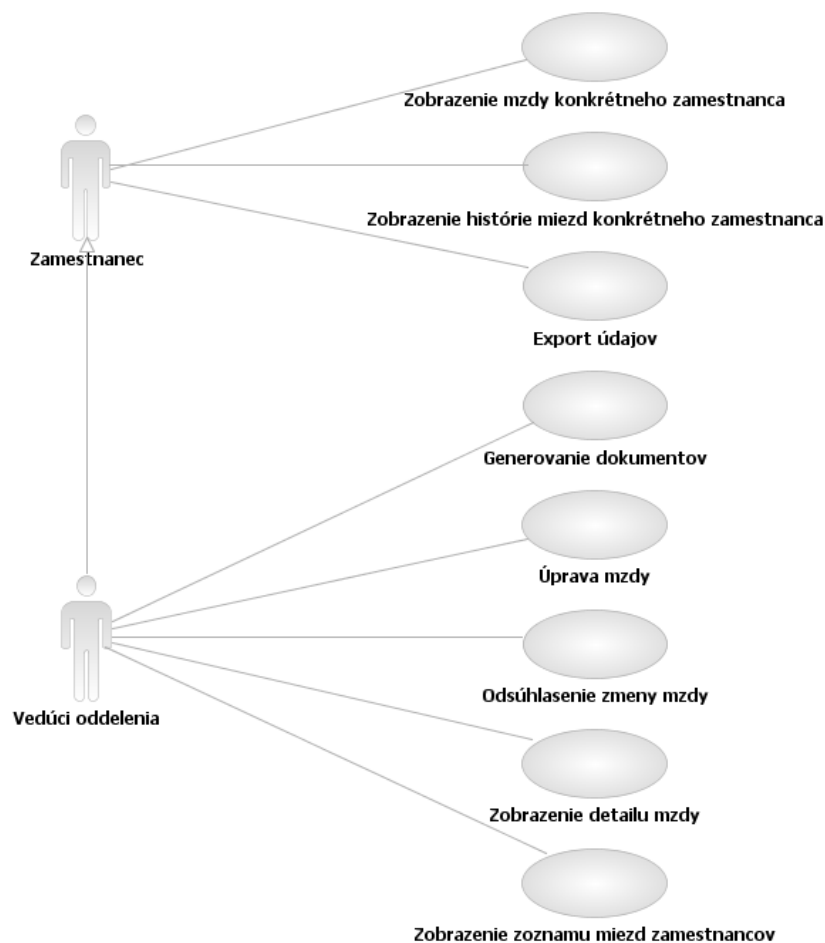 Zobrazenie mzdy konkrétneho zamestnanca
Zobrazenie histórie miezd konkrétneho zamestnanca
Zamestnanec
Export údajov
Generovanie dokumentov
Úprava mzdy
Odsúhlasenie zmeny mzdy
Vedúci oddelenia
Zobrazenie detailu mzdy
Zobrazenie zoznamu miezd zamestnancov